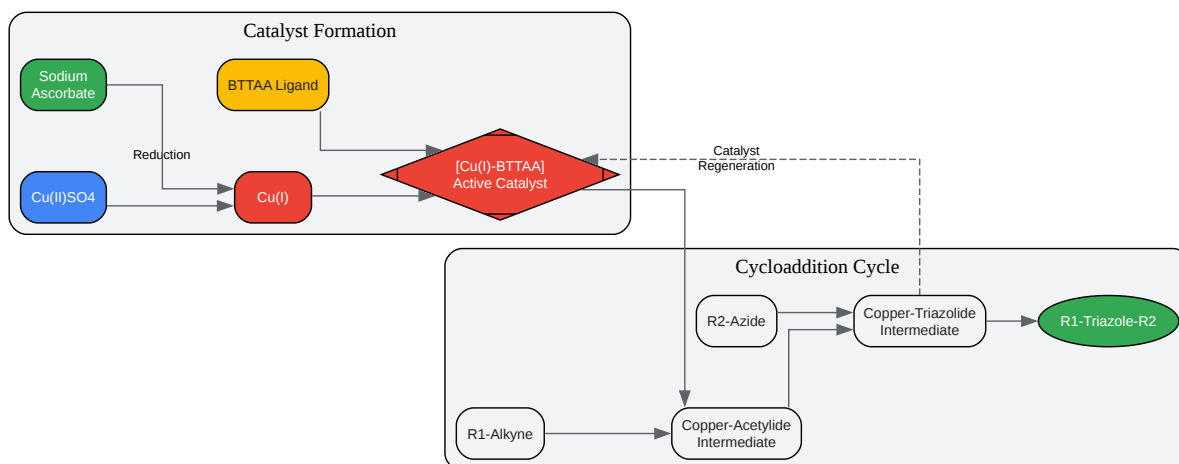 Catalyst Formation
Sodium
Ascorbate
BTTAA Ligand
Reduction
[Cu(I)-BTTAA]
Active Catalyst
Catalyst
Regeneration
Cu(II)SO4
Cu(I)
Cycloaddition Cycle
R2-Azide
Copper-Triazolide
Intermediate
R1-Triazole-R2
R1-Alkyne
Copper-Acetylide
Intermediate